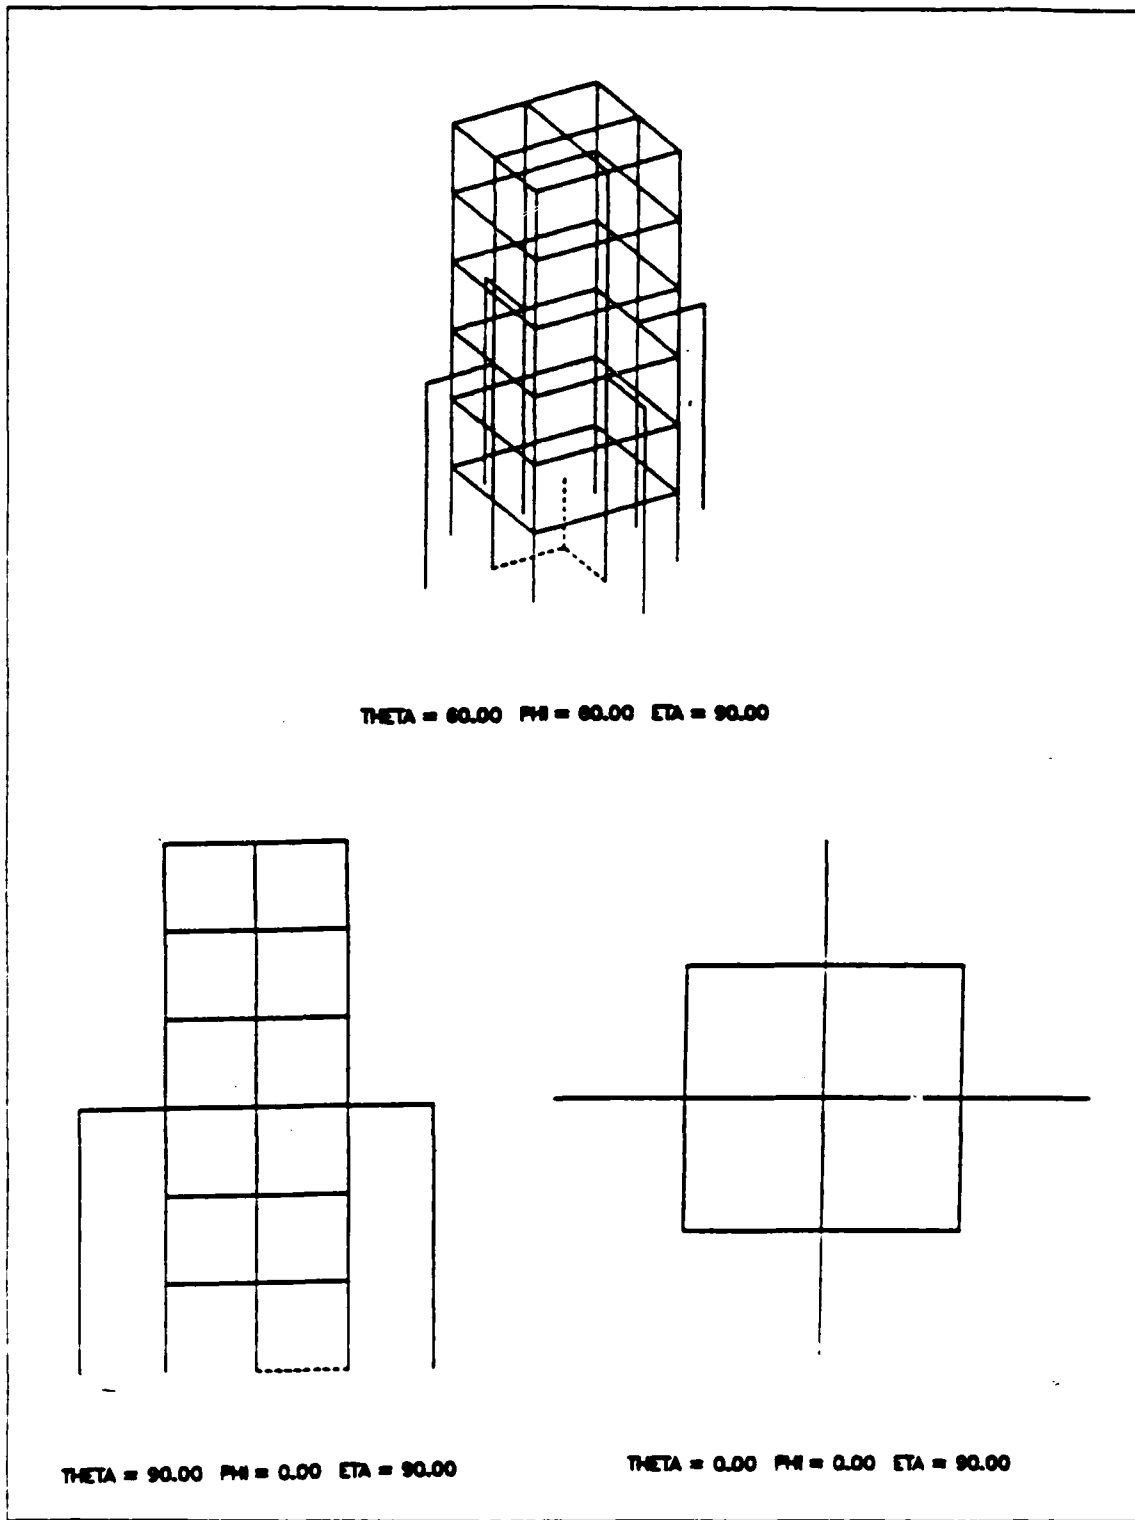 THETA = 60.00 PHI = 60.00 ETA = 90.00
THETA = 90.00 PHI = 0.00 ETA = 90.00
THETA = 0.00 PHI = 0.00 ETA = 90.00